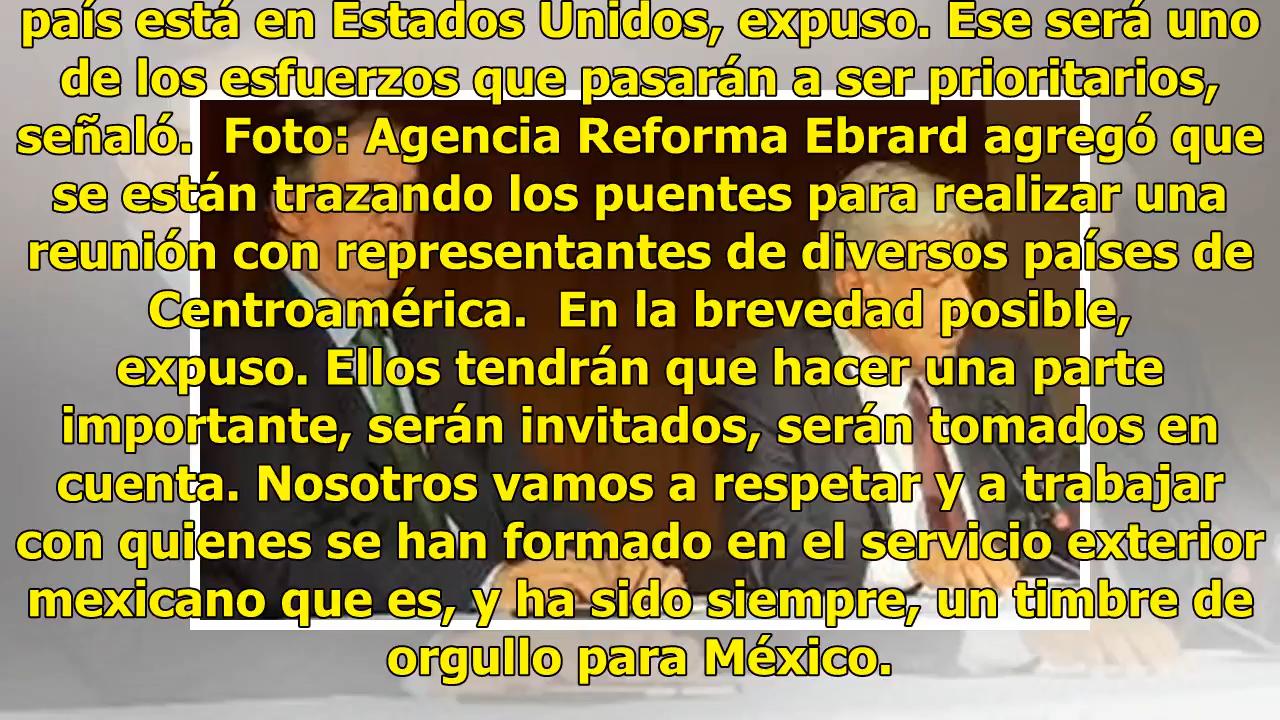 país está en Estados Unidos, expuso. Ese será uno
de los esfuerzos que pasarán a ser prioritarios,
señaló.  Foto: Agencia Reforma Ebrard agregó que
se están trazando los puentes para realizar una
reunión con representantes de diversos países de
Centroamérica.  En la brevedad posible,
expuso. Ellos tendrán que hacer una parte
importante, serán invitados, serán tomados en
cuenta. Nosotros vamos a respetar y a trabajar
con quienes se han formado en el servicio exterior
mexicano que es, y ha sido siempre, un timbre de
orgullo para México.